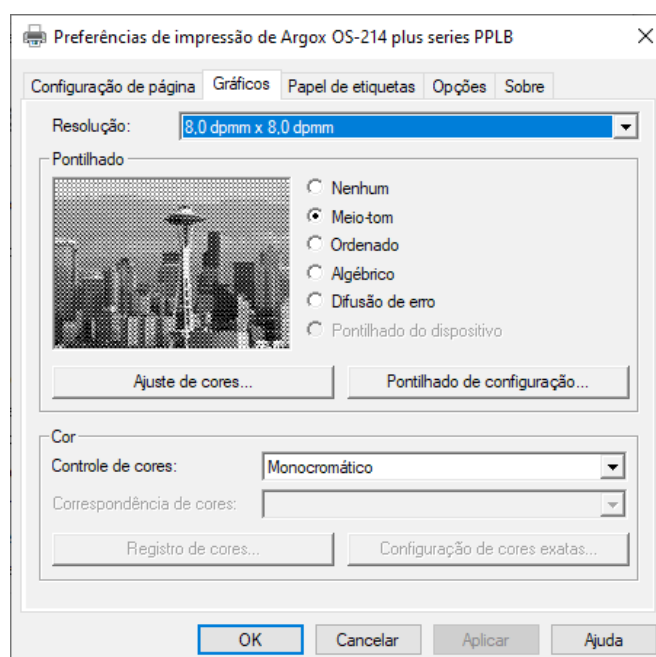 Preferências de impressão de Argox OS-214 plus series PPLB
Configuração de página Gráficos Papel de etiquetas Opções Sobre
Resolução: 8,0 dpmm x 8,0 dpmm
Pontilhado
Nenhum
Meio-tom
Ordenado
Algébrico
Difusão de erro
Pontilhado do dispositivo
Ajuste de cores... Pontilhado de configuração...
Cor
Controle de cores: Monocromático
Correspondência de cores:
Registro de cores... Configuração de cores exatas...
OK Cancelar Aplicar Ajuda